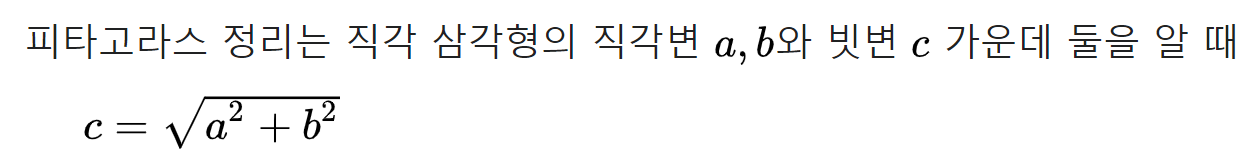 피타고라스 정리는 직각 삼각형의 직각변 a, b와 빗변 c 가운데 둘을 알 때
c = √(a² + b²)